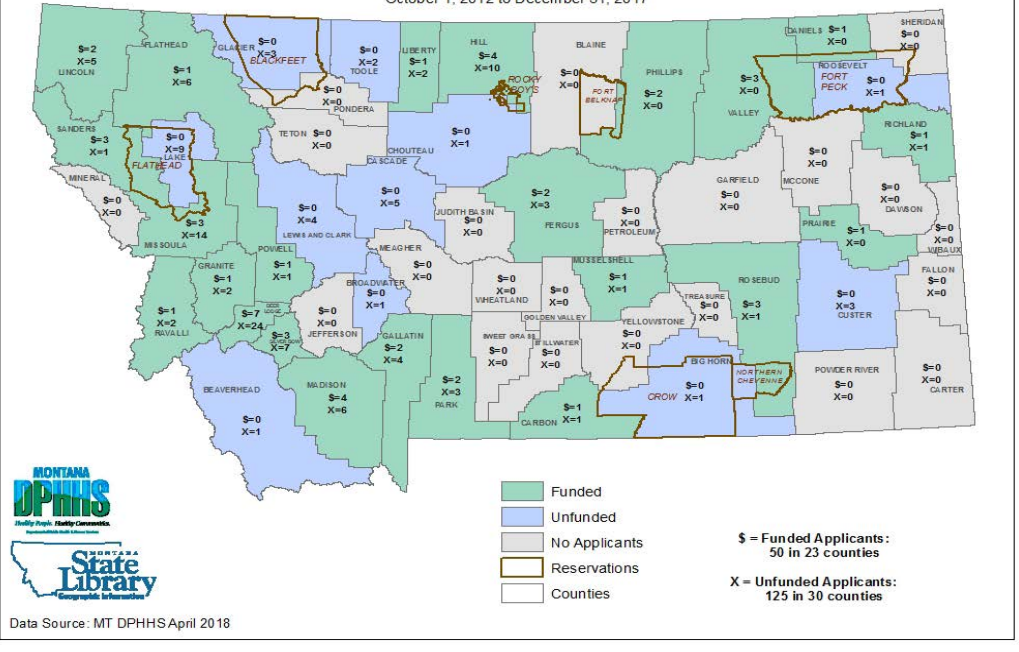 October 1, 2012 to December 31, 2017
LINCOLN
$=2
X=5
FLATHEAD
$=1
X=6
GLACIER
$=0
X=3
BLACKFEET
$=0
X=2
TOOLE
LIBERTY
$=1
X=2
HILL
$=4
X=10
ROCKY
BOYS
BLAINE
$=0
X=0
FORT
BELKNAP
PHILLIPS
$=2
X=0
$=3
X=0
VALLEY
DANIELS
$=1
X=0
SHERIDAN
$=0
X=0
ROOSEVELT
FORT
PECK
$=0
X=1
RICHLAND
$=1
X=1
SANDERS
$=3
X=1
$=0
X=9
LAKE
FLATHEAD
$=0
X=0
PONDERA
TETON
$=0
X=0
$=0
X=1
CHOUTEAU
CASCADE
$=0
X=5
MINERAL
$=0
X=0
$=3
X=14
MISSOULA
$=0
X=4
LEWIS AND CLARK
JUDITH BASIN
$=0
X=0
$=2
X=3
FERGUS
$=0
X=0
PETROLEUM
GARFIELD
$=0
X=0
$=0
X=0
MCCONE
$=0
X=0
DAWSON
PRAIRIE
$=1
X=0
$=0
X=0
WIBAUX
POWELL
$=1
X=1
GRANITE
$=1
X=2
MEAGHER
$=0
X=0
BROADWATER
$=0
X=1
$=0
X=0
WHEATLAND
$=0
X=0
GOLDEN VALLEY
MUSSELSHELL
$=1
X=1
ROSEBUD
$=3
X=1
TREASURE
$=0
X=0
$=0
X=3
CUSTER
FALLON
$=0
X=0
$=1
X=2
RAVALLI
DEER
LODGE
$=7
X=24
$=3
SILVER BOW
X=7
$=0
X=0
JEFFERSON
GALLATIN
$=2
X=4
SWEET GRASS
$=0
X=0
STILLWATER
$=0
X=0
YELLOWSTONE
$=0
X=0
BIG HORN
CROW
$=0
X=1
NORTHERN
CHEYENNE
POWDER RIVER
$=0
X=0
$=0
X=0
CARTER
BEAVERHEAD
$=0
X=1
MADISON
$=4
X=6
$=2
X=3
PARK
CARBON
$=1
X=1
MONTANA
DPHHS
Healthy People. Healthy Communities.
MONTANA
State
Library
Geographic Information
Funded
Unfunded
No Applicants
Reservations
Counties
$ = Funded Applicants:
50 in 23 counties
X = Unfunded Applicants:
125 in 30 counties
Data Source: MT DPHHS April 2018